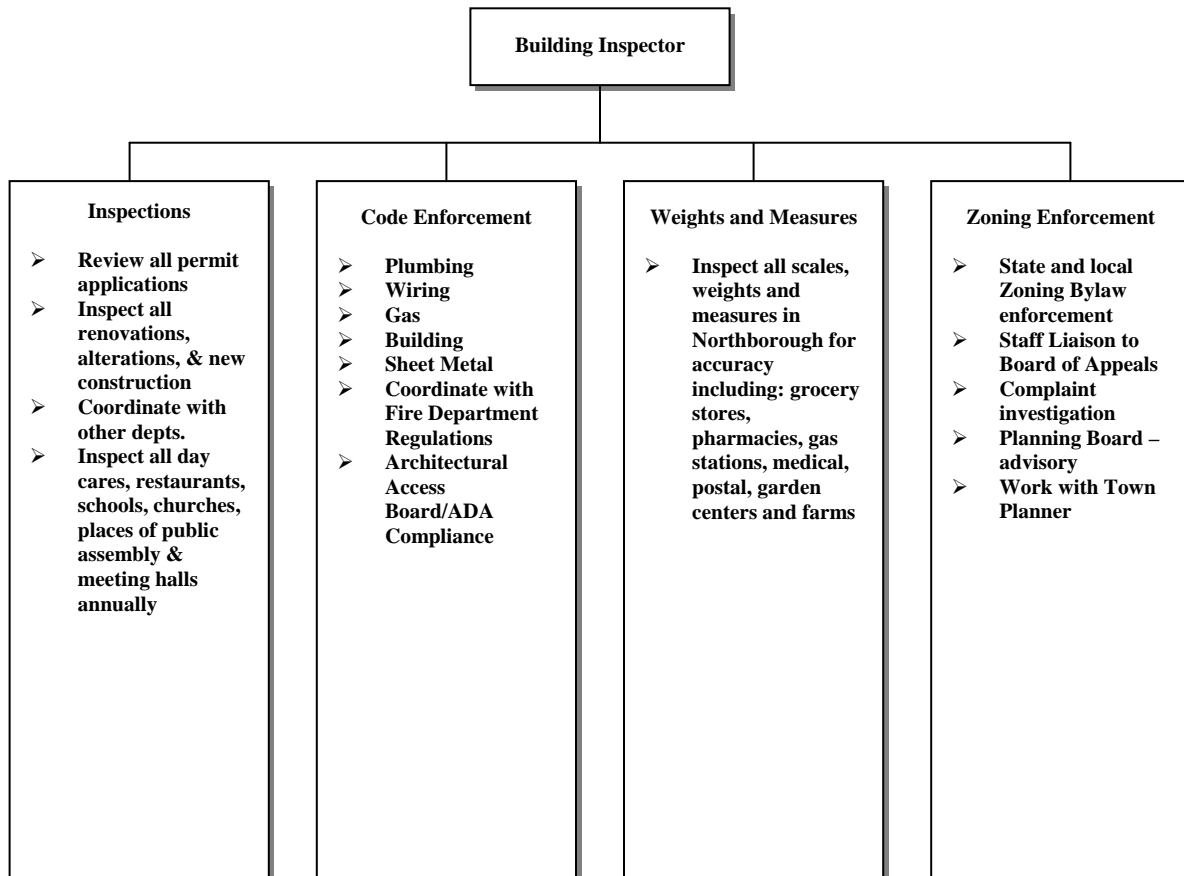 Building Inspector
Inspections
➢ Review all permit
applications
➢ Inspect all
renovations,
alterations, & new
construction
➢ Coordinate with
other depts.
➢ Inspect all day
cares, restaurants,
schools, churches,
places of public
assembly &
meeting halls
annually
Code Enforcement
➢ Plumbing
➢ Wiring
➢ Gas
➢ Building
➢ Sheet Metal
➢ Coordinate with
Fire Department
Regulations
➢ Architectural
Access
Board/ADA
Compliance
Weights and Measures
➢ Inspect all scales,
weights and
measures in
Northborough for
accuracy
including: grocery
stores,
pharmacies, gas
stations, medical,
postal, garden
centers and farms
Zoning Enforcement
➢ State and local
Zoning Bylaw
enforcement
➢ Staff Liaison to
Board of Appeals
➢ Complaint
investigation
➢ Planning Board –
advisory
➢ Work with Town
Planner